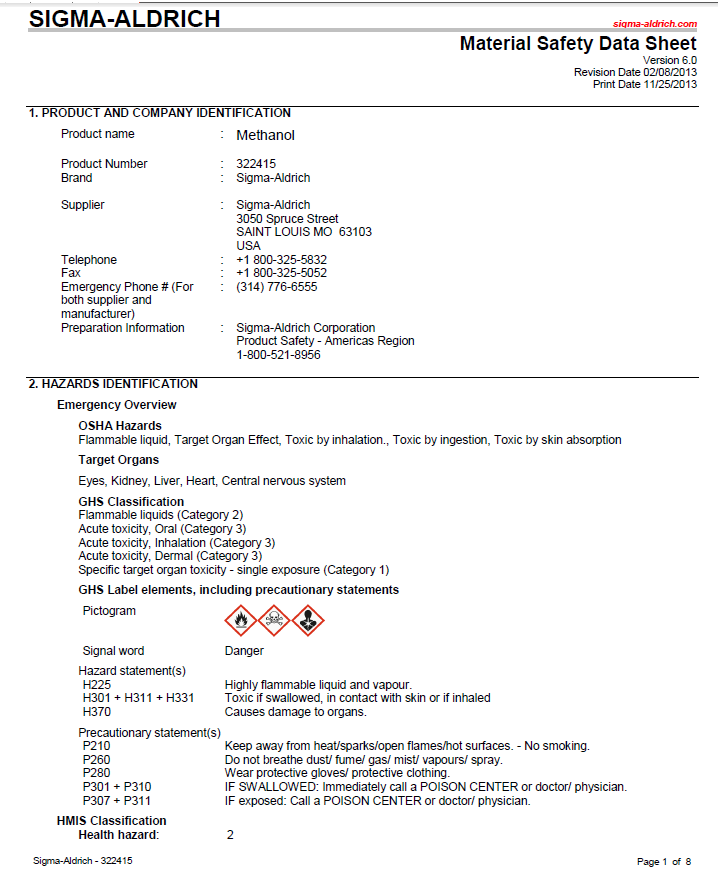 SIGMA-ALDRICH
sigma-aldrich.com
Material Safety Data Sheet
Version 6.0
Revision Date 02/08/2013
Print Date 11/25/2013
1. PRODUCT AND COMPANY IDENTIFICATION
Product name : Methanol
Product Number : 322415
Brand : Sigma-Aldrich
Supplier : Sigma-Aldrich
3050 Spruce Street
SAINT LOUIS MO 63103
USA
Telephone : +1 800-325-5832
Fax : +1 800-325-5052
Emergency Phone # (For : (314) 776-6555
both supplier and
manufacturer)
Preparation Information : Sigma-Aldrich Corporation
Product Safety - Americas Region
1-800-521-8956
2. HAZARDS IDENTIFICATION
Emergency Overview
OSHA Hazards
Flammable liquid, Target Organ Effect, Toxic by inhalation., Toxic by ingestion, Toxic by skin absorption
Target Organs
Eyes, Kidney, Liver, Heart, Central nervous system
GHS Classification
Flammable liquids (Category 2)
Acute toxicity, Oral (Category 3)
Acute toxicity, Inhalation (Category 3)
Acute toxicity, Dermal (Category 3)
Specific target organ toxicity - single exposure (Category 1)
GHS Label elements, including precautionary statements
Pictogram
Signal word Danger
Hazard statement(s)
H225 Highly flammable liquid and vapour.
H301 + H311 + H331 Toxic if swallowed, in contact with skin or if inhaled
H370 Causes damage to organs.
Precautionary statement(s)
P210 Keep away from heat/sparks/open flames/hot surfaces. - No smoking.
P260 Do not breathe dust/ fume/ gas/ mist/ vapours/ spray.
P280 Wear protective gloves/ protective clothing.
P301 + P310 IF SWALLOWED: Immediately call a POISON CENTER or doctor/ physician.
P307 + P311 IF exposed: Call a POISON CENTER or doctor/ physician.
HMIS Classification
Health hazard: 2
Sigma-Aldrich - 322415 Page 1 of 8